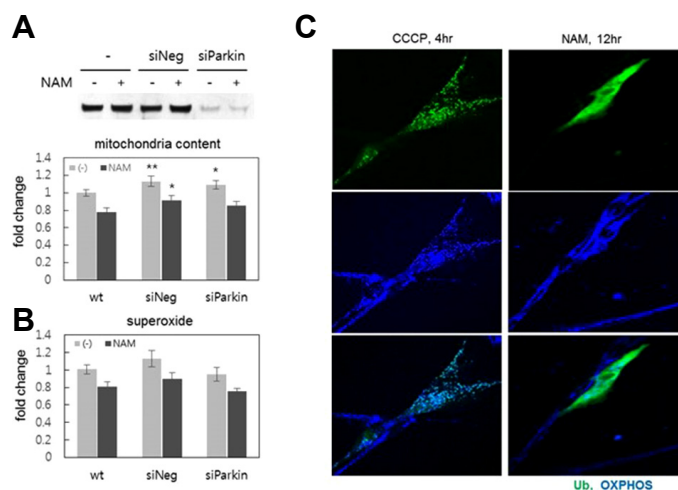 A
- siNeg siParkin
NAM - + - + - +
mitochondria content
(-) NAM
** * *
fold change
1.4
1.2
1
0.8
0.6
0.4
0.2
0
wt siNeg siParkin
B
superoxide
(-) NAM
fold change
1.4
1.2
1
0.8
0.6
0.4
0.2
0
wt siNeg siParkin
C
CCCP, 4hr NAM, 12hr
Ub. OXPHOS